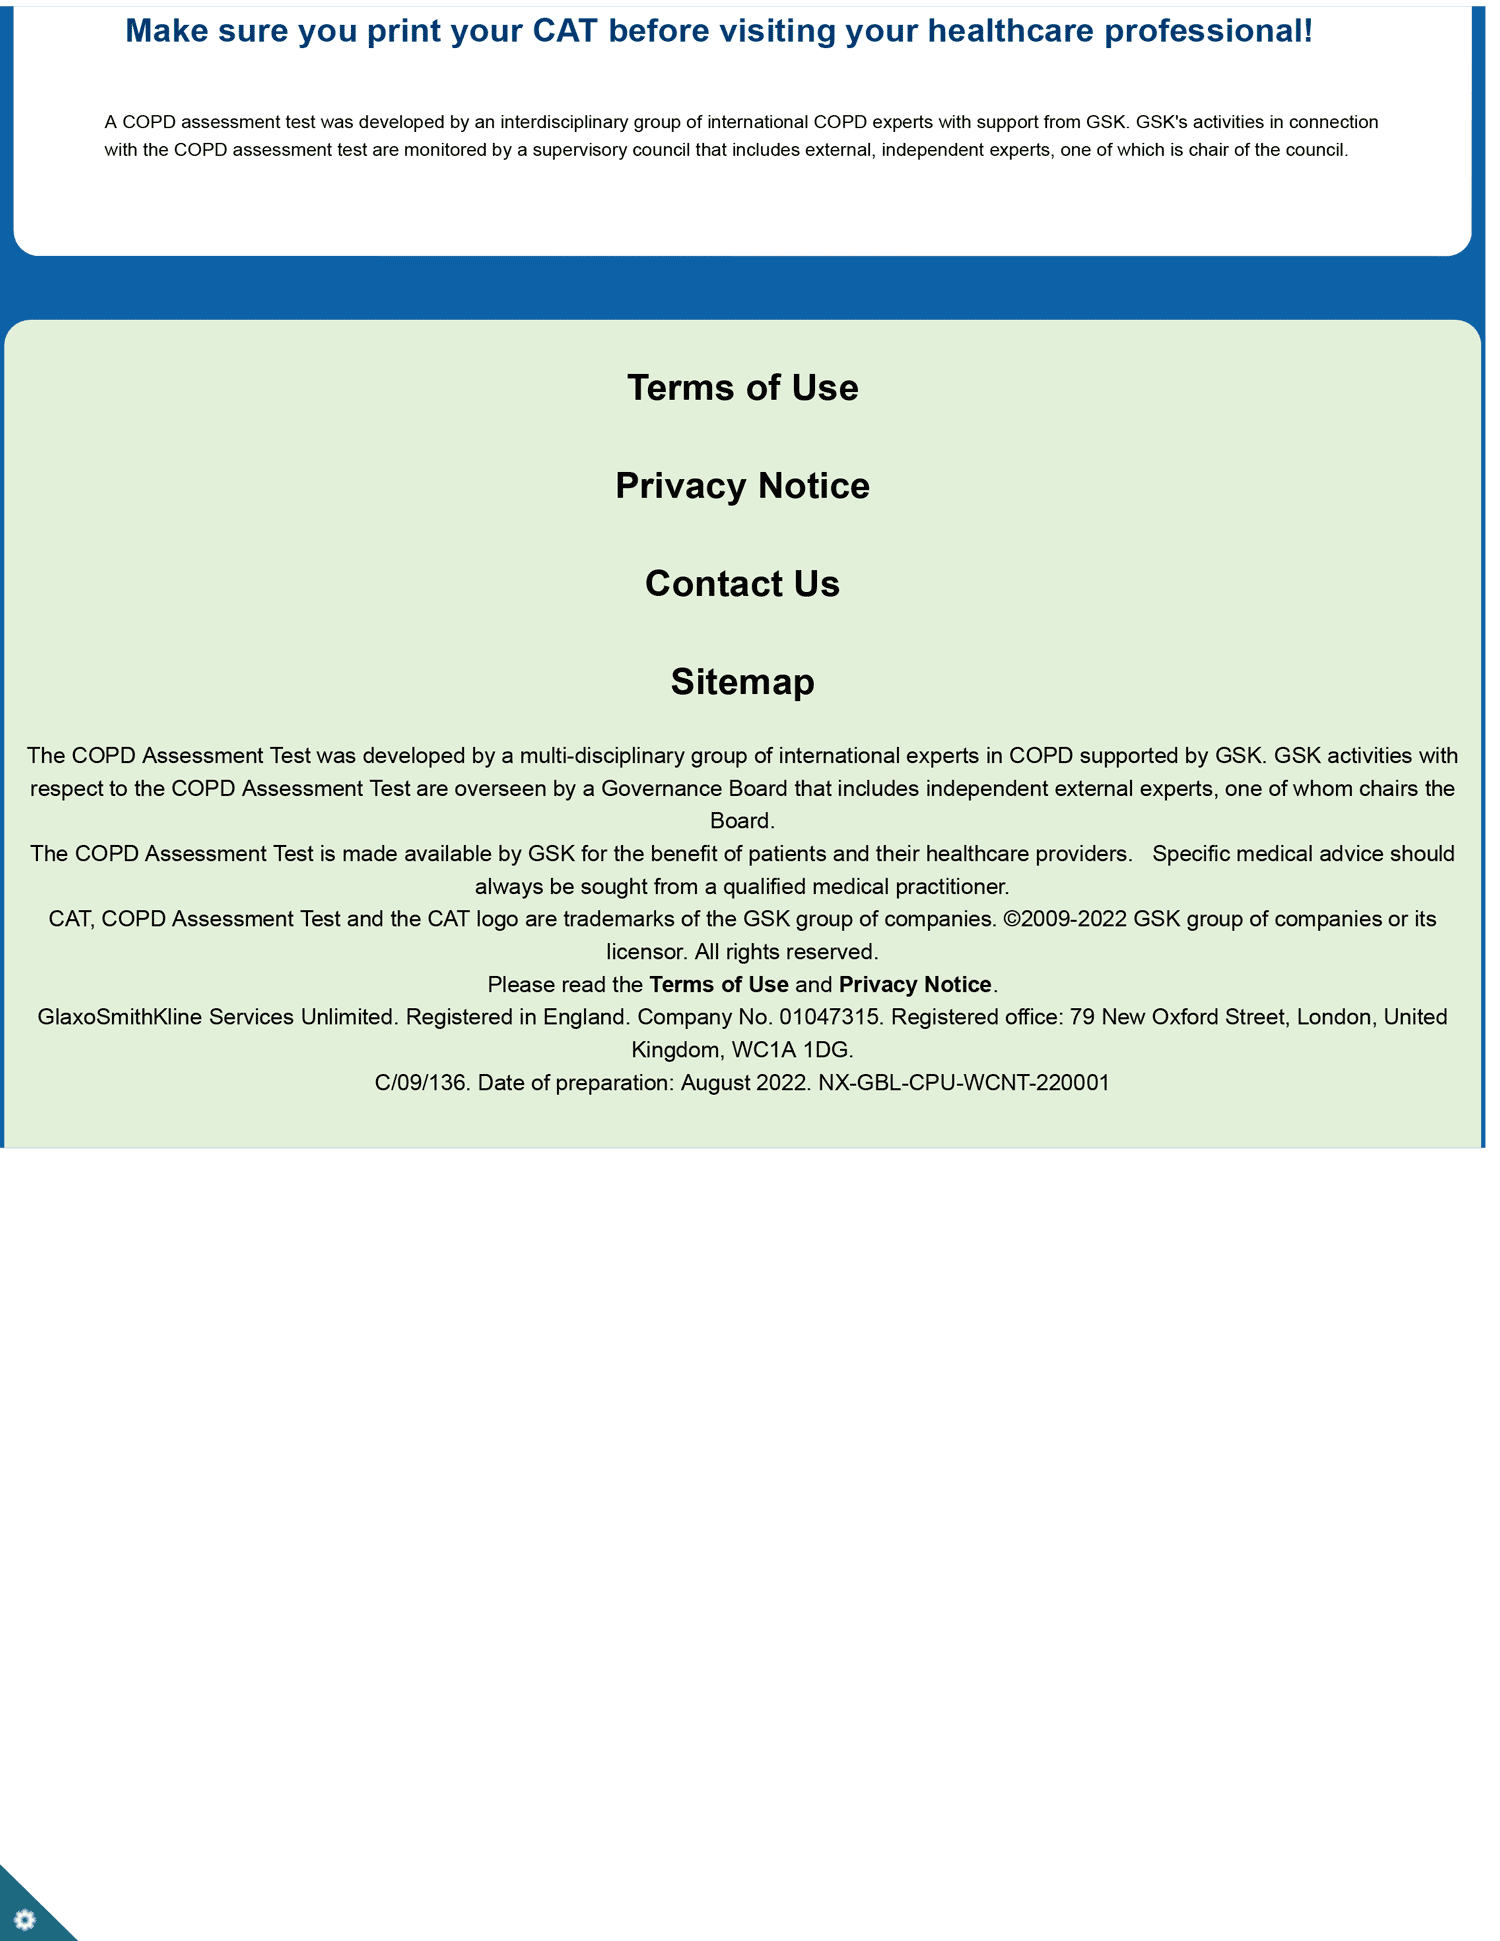 Make sure you print your CAT before visiting your healthcare professional!
A COPD assessment test was developed by an interdisciplinary group of international COPD experts with support from GSK. GSK's activities in connection
with the COPD assessment test are monitored by a supervisory council that includes external, independent experts, one of which is chair of the council.
Terms of Use
Privacy Notice
Contact Us
Sitemap
The COPD Assessment Test was developed by a multi-disciplinary group of international experts in COPD supported by GSK. GSK activities with
respect to the COPD Assessment Test are overseen by a Governance Board that includes independent external experts, one of whom chairs the
Board.
The COPD Assessment Test is made available by GSK for the benefit of patients and their healthcare providers.   Specific medical advice should
always be sought from a qualified medical practitioner.
CAT, COPD Assessment Test and the CAT logo are trademarks of the GSK group of companies. ©2009-2022 GSK group of companies or its
licensor. All rights reserved.
Please read the Terms of Use and Privacy Notice.
GlaxoSmithKline Services Unlimited. Registered in England. Company No. 01047315. Registered office: 79 New Oxford Street, London, United
Kingdom, WC1A 1DG.
C/09/136. Date of preparation: August 2022. NX-GBL-CPU-WCNT-220001